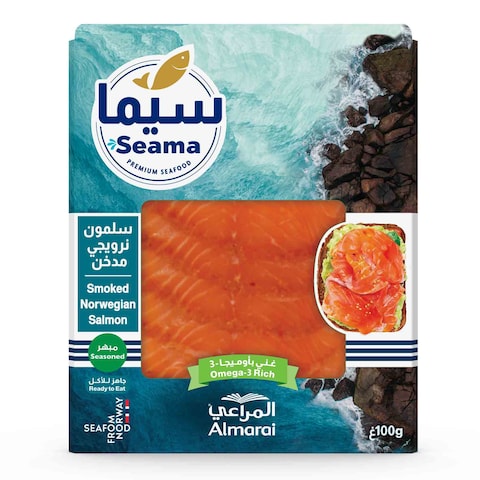 سيما
Seama
PREMIUM SEAFOOD
سلمون
نرويجي
مدخن
Smoked
Norwegian
Salmon
مبهر
Seasoned
جاهز للأكل
Ready to Eat
SEAFOOD
FROM
NORWAY
غني بأوميجا-3
Omega-3 Rich
المراعي
Almarai
100g غ